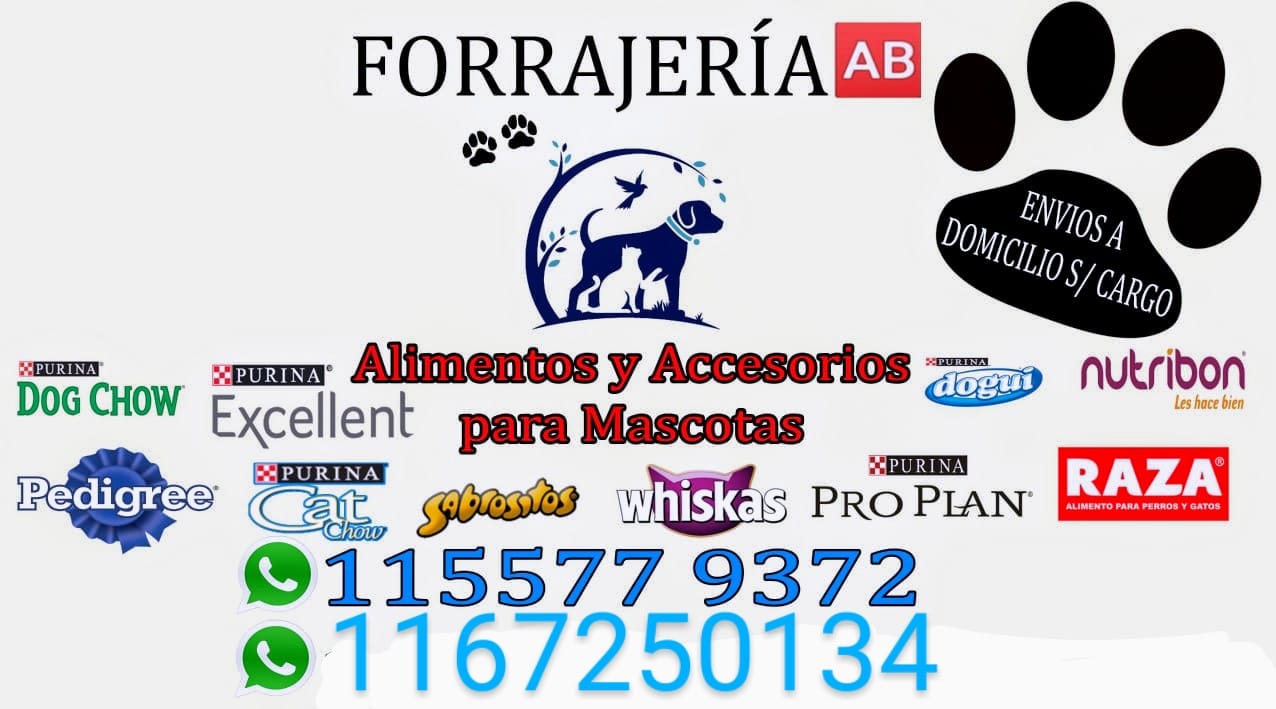 FORRAJERÍA AB
ENVIOS A
DOMICILIO S/ CARGO
Alimentos y Accesorios
para Mascotas
PURINA
DOG CHOW
PURINA
Excellent
PURINA
dogui
nutribon
Les hace bien
Pedigree
PURINA
Cat
Chow
sabrositos
whiskas
PURINA
PRO PLAN
RAZA
ALIMENTO PARA PERROS Y GATOS
115577 9372
1167250134